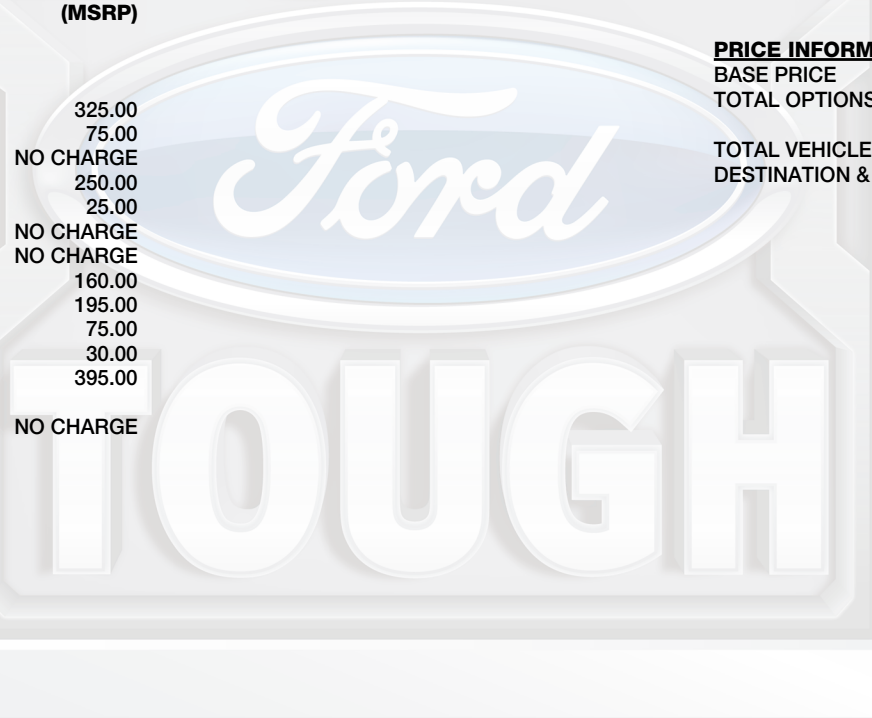 (MSRP)
325.00
75.00
NO CHARGE
250.00
25.00
NO CHARGE
NO CHARGE
160.00
195.00
75.00
30.00
395.00
NO CHARGE
PRICE INFORM
BASE PRICE
TOTAL OPTIONS
TOTAL VEHICLE
DESTINATION &
Ford
TOUGH